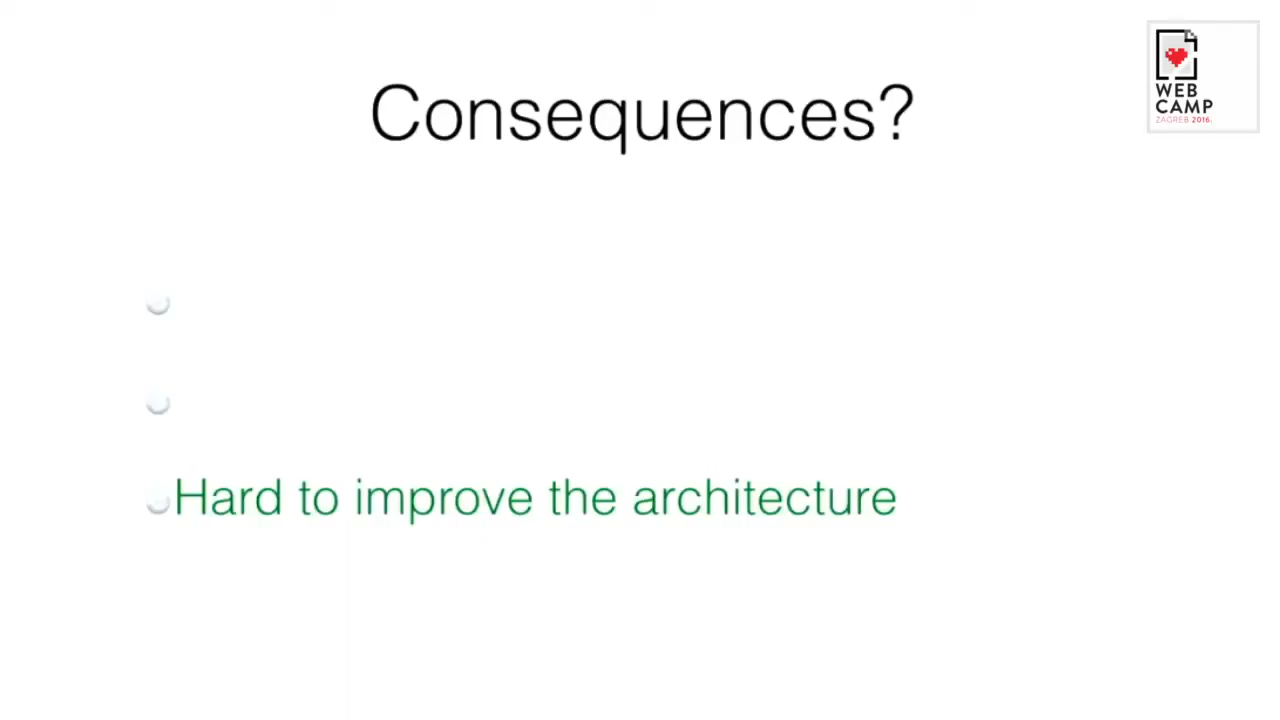 Consequences?
WEB
CAMP
ZAGREB 2016.
Hard to improve the architecture